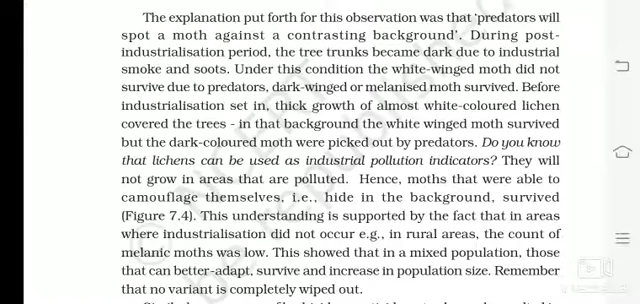 The explanation put forth for this observation was that 'predators will
spot a moth against a contrasting background'. During post-
industrialisation period, the tree trunks became dark due to industrial
smoke and soots. Under this condition the white-winged moth did not
survive due to predators, dark-winged or melanised moth survived. Before
industrialisation set in, thick growth of almost white-coloured lichen
covered the trees - in that background the white winged moth survived
but the dark-coloured moth were picked out by predators. Do you know
that lichens can be used as industrial pollution indicators? They will
not grow in areas that are polluted. Hence, moths that were able to
camouflage themselves, i.e., hide in the background, survived
(Figure 7.4). This understanding is supported by the fact that in areas
where industrialisation did not occur e.g., in rural areas, the count of
melanic moths was low. This showed that in a mixed population, those
that can better-adapt, survive and increase in population size. Remember
that no variant is completely wiped out.